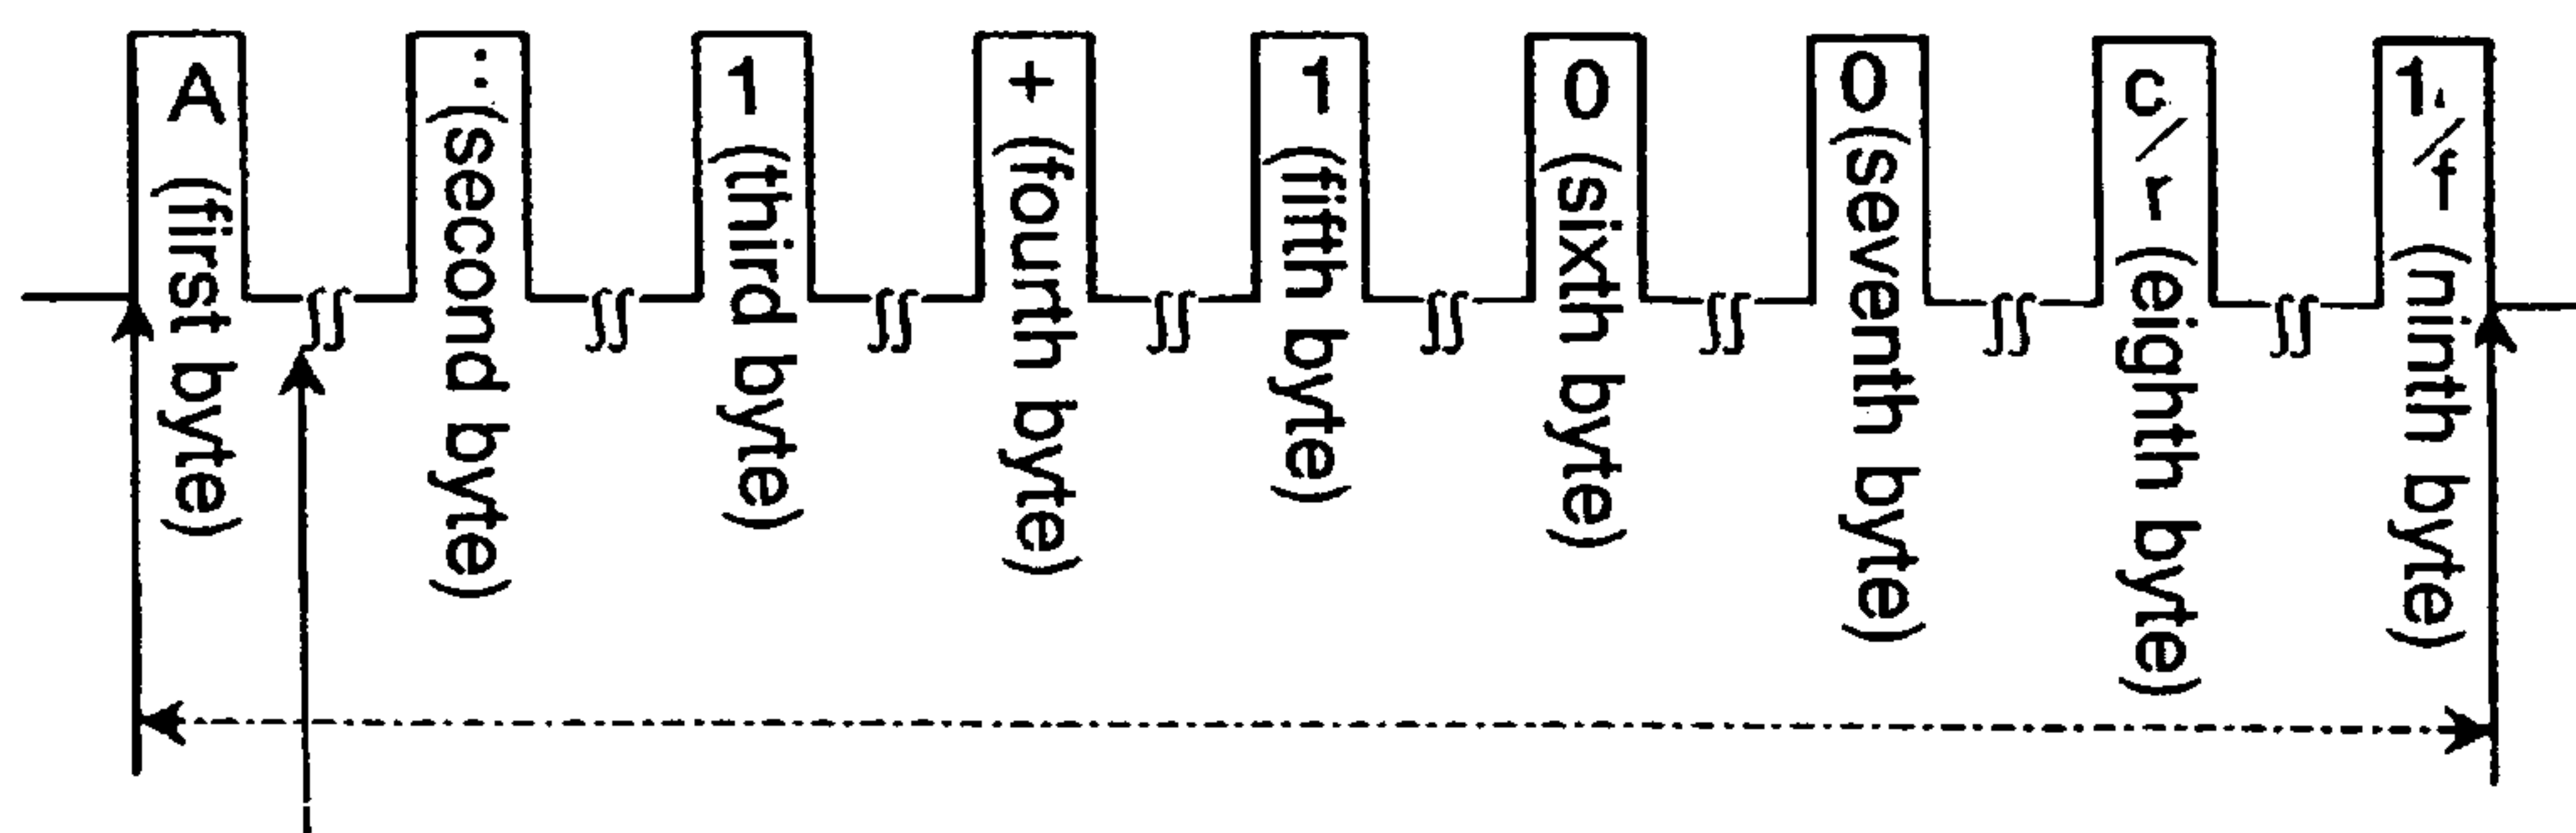 A (first byte)
: (second byte)
1 (third byte)
+ (fourth byte)
1 (fifth byte)
0 (sixth byte)
0 (seventh byte)
c/r (eighth byte)
1/f (ninth byte)